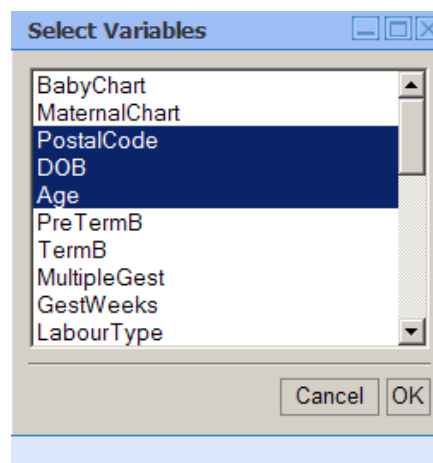 Select Variables
BabyChart
MaternalChart
PostalCode
DOB
Age
PreTermB
TermB
MultipleGest
GestWeeks
LabourType
Cancel OK